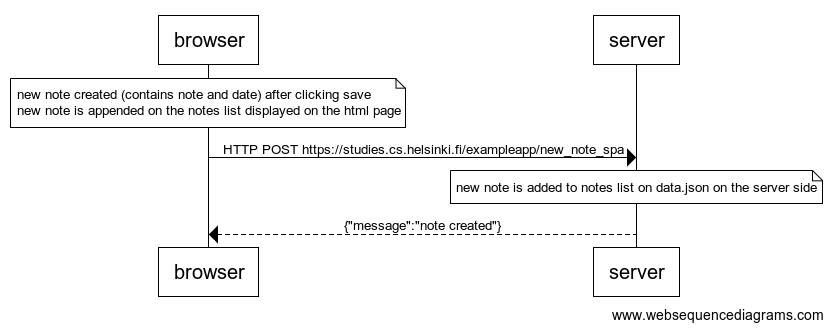 browser
server
new note created (contains note and date) after clicking save
new note is appended on the notes list displayed on the html page
HTTP POST https://studies.cs.helsinki.fi/exampleapp/new_note_spa
new note is added to notes list on data.json on the server side
{"message":"note created"}
browser
server
www.websequencediagrams.com